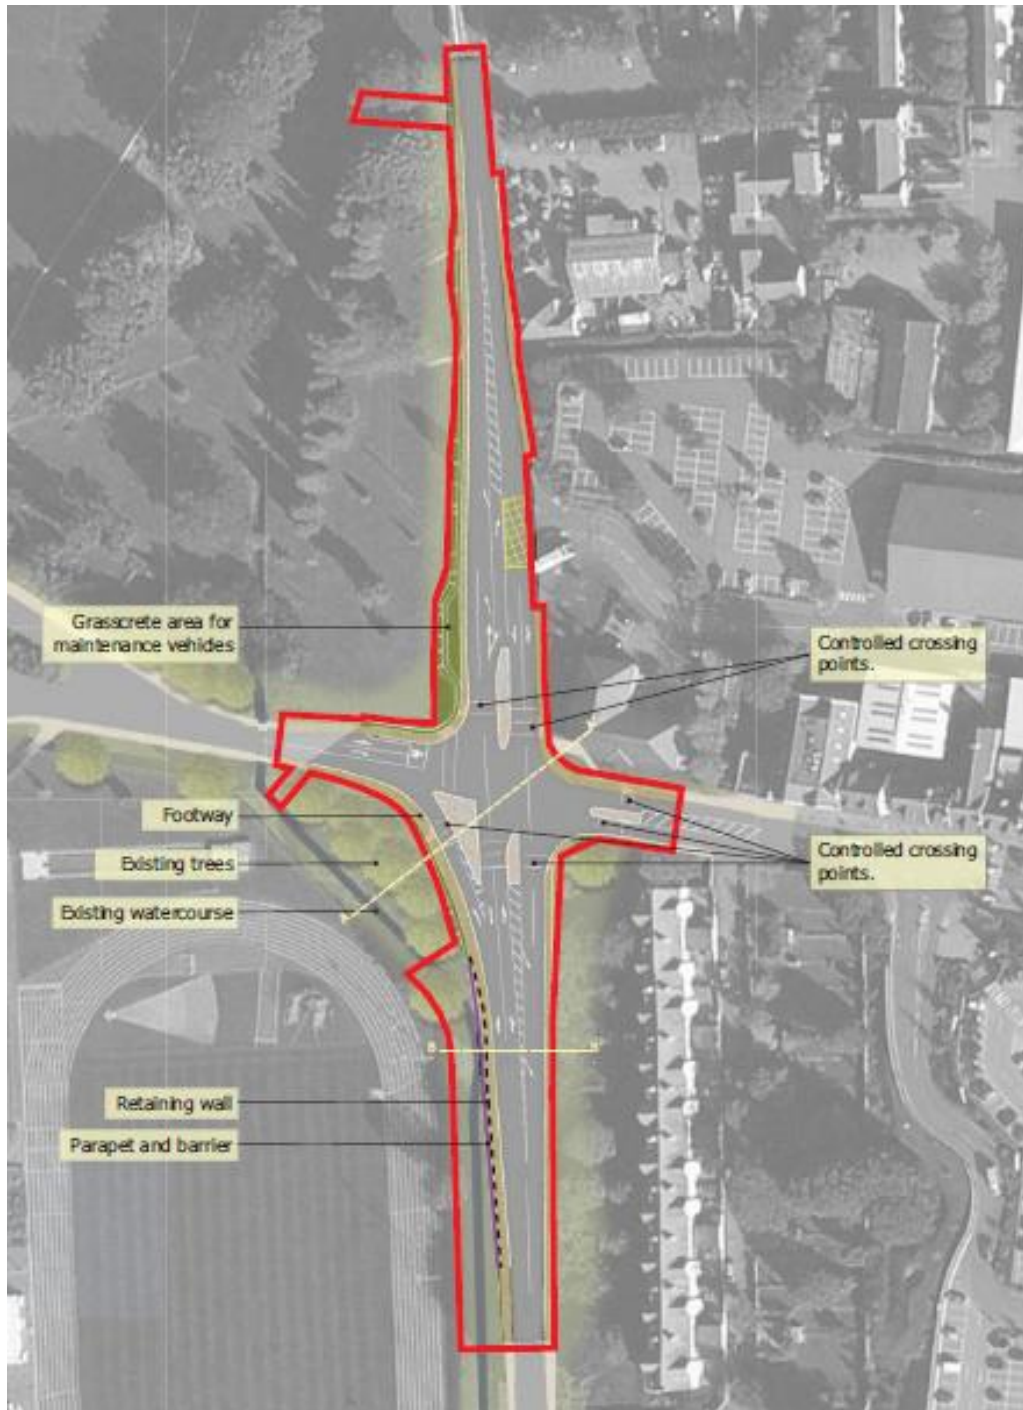 Grasscrete area for
maintenance vehicles
Controlled crossing
points.
Footway
Existing trees
Existing watercourse
Controlled crossing
points.
Retaining wall
Parapet and barrier